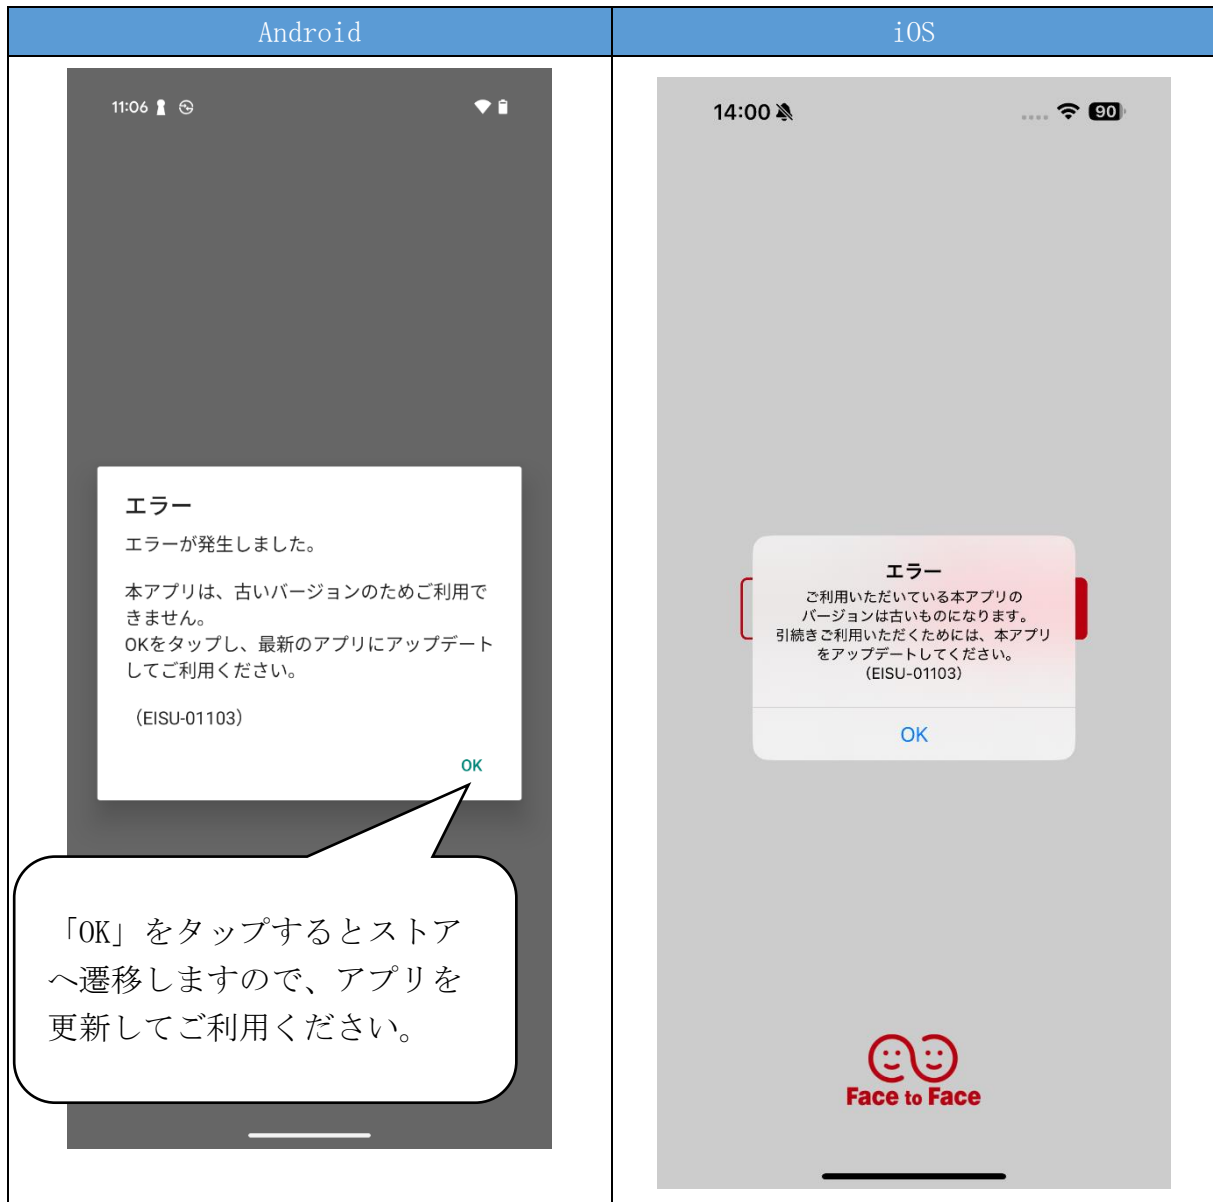 Android
iOS
11:06
エラー
エラーが発生しました。
本アプリは、古いバージョンのためご利用で
きません。
OKをタップし、最新のアプリにアップデート
してご利用ください。
（EISU-01103）
OK
「OK」をタップするとストア
へ遷移しますので、アプリを
更新してご利用ください。
14:00
90
エラー
ご利用いただいている本アプリの
バージョンは古いものになります。
引続きご利用いただくためには、本アプリ
をアップデートしてください。
（EISU-01103）
OK
Face to Face